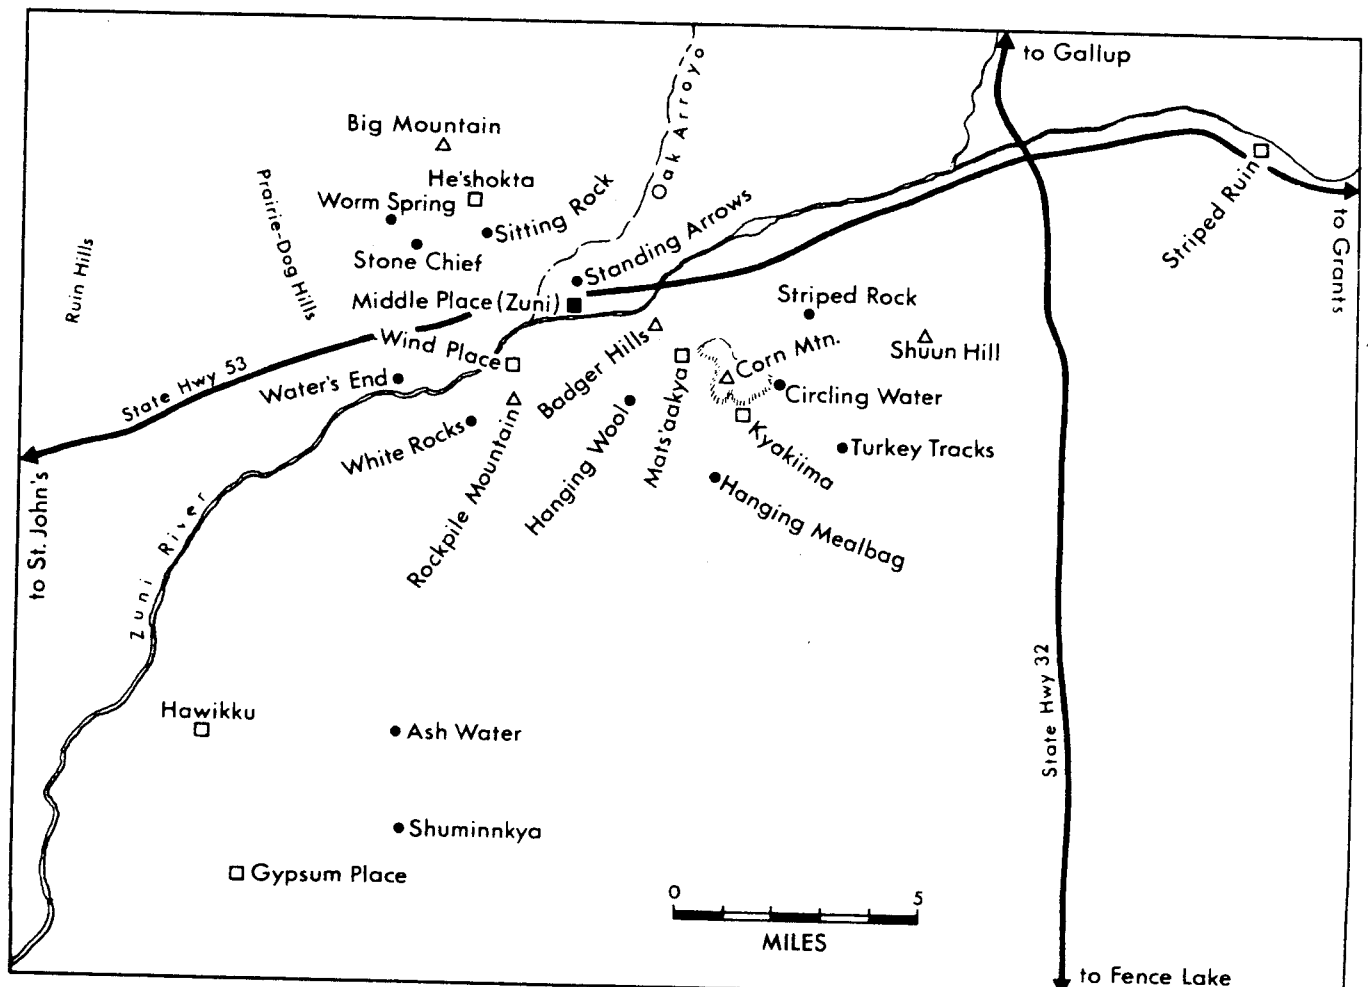 to Gallup
Oak Arroyo
Big Mountain
He'shokta
Worm Spring
Sitting Rock
Prairie-Dog Hills
Ruin Hills
Stone Chief
Standing Arrows
Striped Ruin
to Grants
Middle Place (Zuni)
Striped Rock
Wind Place
Badger Hills
Corn Mtn.
Shuun Hill
State Hwy 53
Water's End
Circling Water
White Rocks
Rockpile Mountain
Hanging Wool
Mats'aakya
Kyakiima
Turkey Tracks
Hanging Mealbag
to St. John's
Zuni River
State Hwy 32
Hawikku
Ash Water
Shuminnkya
Gypsum Place
0 5
MILES
to Fence Lake